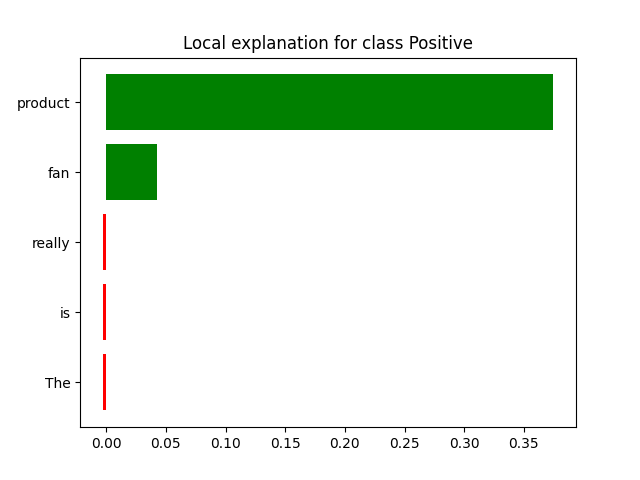 Local explanation for class Positive
product
fan
really
is
The
0.00 0.05 0.10 0.15 0.20 0.25 0.30 0.35